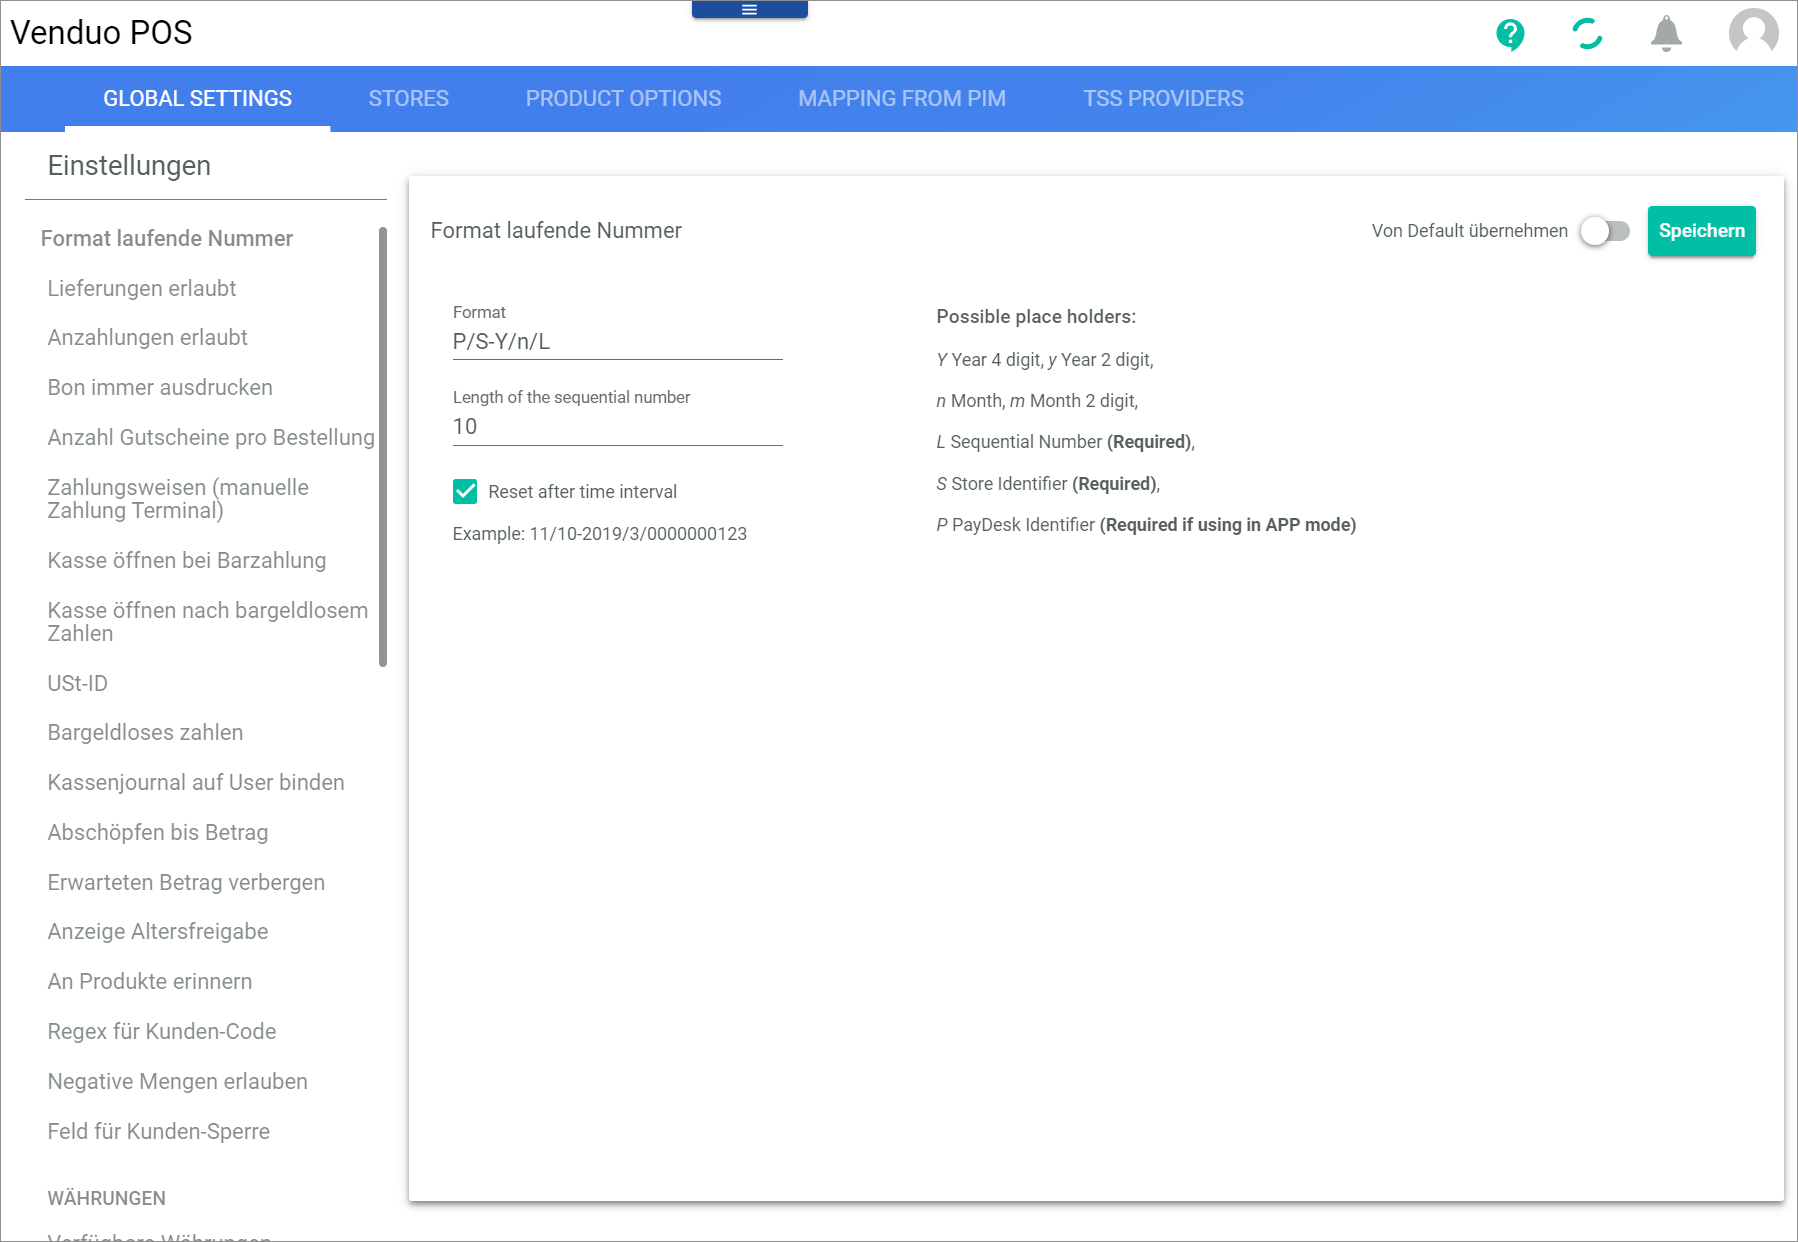 Venduo POS
GLOBAL SETTINGS
STORES
PRODUCT OPTIONS
MAPPING FROM PIM
TSS PROVIDERS
Einstellungen
Format laufende Nummer
Lieferungen erlaubt
Anzahlungen erlaubt
Bon immer ausdrucken
Anzahl Gutscheine pro Bestellung
Zahlungsweisen (manuelle
Zahlung Terminal)
Kasse öffnen bei Barzahlung
Kasse öffnen nach bargeldlosem
Zahlen
USt-ID
Bargeldloses zahlen
Kassenjournal auf User binden
Abschöpfen bis Betrag
Erwarteten Betrag verbergen
Anzeige Altersfreigabe
An Produkte erinnern
Regex für Kunden-Code
Negative Mengen erlauben
Feld für Kunden-Sperre
WÄHRUNGEN
Verfügbare Währungen
Format laufende Nummer
Von Default übernehmen
Speichern
Format
P/S-Y/n/L
Length of the sequential number
10
Reset after time interval
Example: 11/10-2019/3/0000000123
Possible place holders:
Y Year 4 digit, y Year 2 digit,
n Month, m Month 2 digit,
L Sequential Number (Required),
S Store Identifier (Required),
P PayDesk Identifier (Required if using in APP mode)